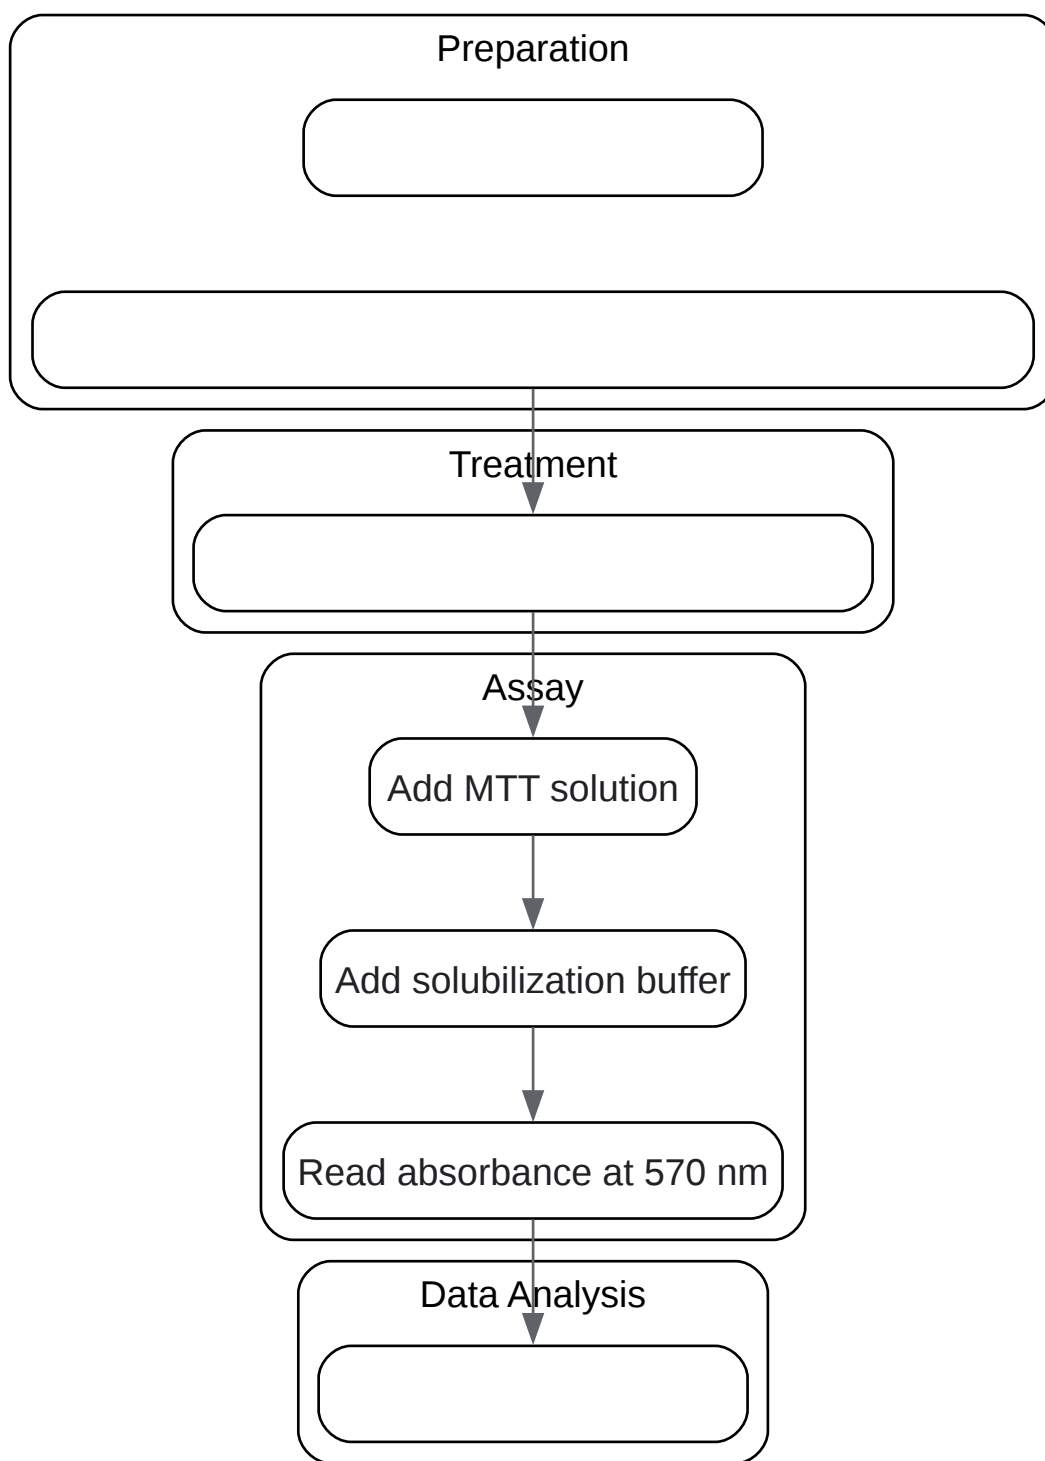 Preparation
Treatment
Assay
Add MTT solution
Add solubilization buffer
Read absorbance at 570 nm
Data Analysis